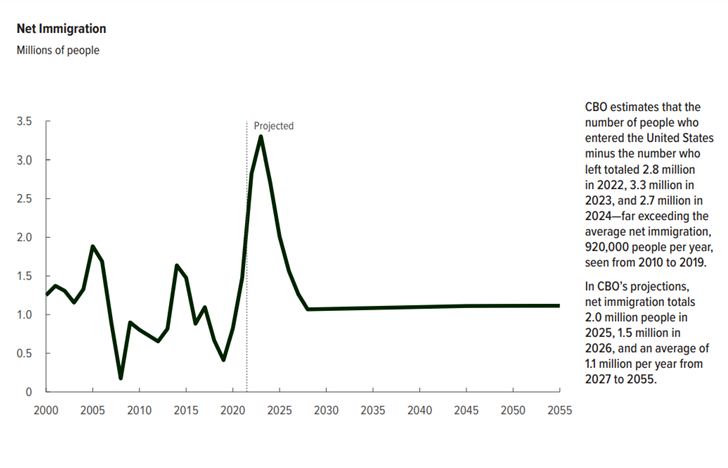 Net Immigration
Millions of people
3.5
3.0
2.5
2.0
1.5
1.0
0.5
0
Projected
2000 2005 2010 2015 2020 2025 2030 2035 2040 2045 2050 2055
CBO estimates that the
number of people who
entered the United States
minus the number who
left totaled 2.8 million
in 2022, 3.3 million in
2023, and 2.7 million in
2024—far exceeding the
average net immigration,
920,000 people per year,
seen from 2010 to 2019.
In CBO’s projections,
net immigration totals
2.0 million people in
2025, 1.5 million in
2026, and an average of
1.1 million per year from
2027 to 2055.